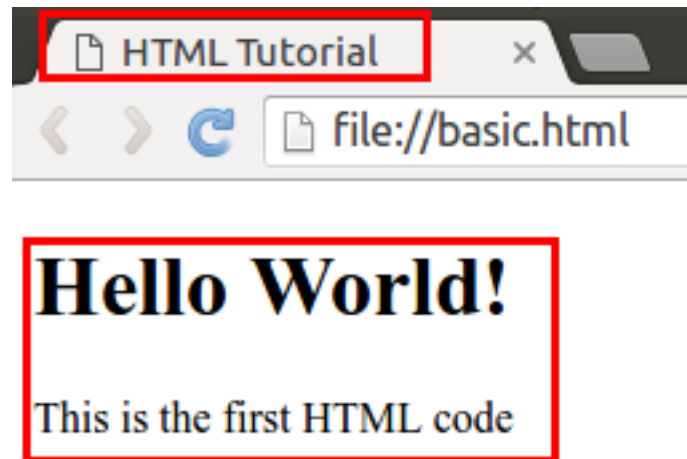 HTML Tutorial
file://basic.html
Hello World!
This is the first HTML code